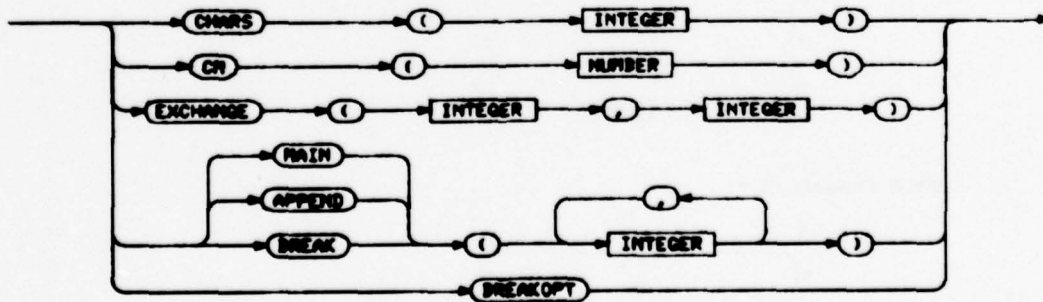 CHARS ( INTEGER )
CM ( NUMBER )
EXCHANGE ( INTEGER , INTEGER )
MAIN
APPEND
,
BREAK ( INTEGER )
BREAKOPT